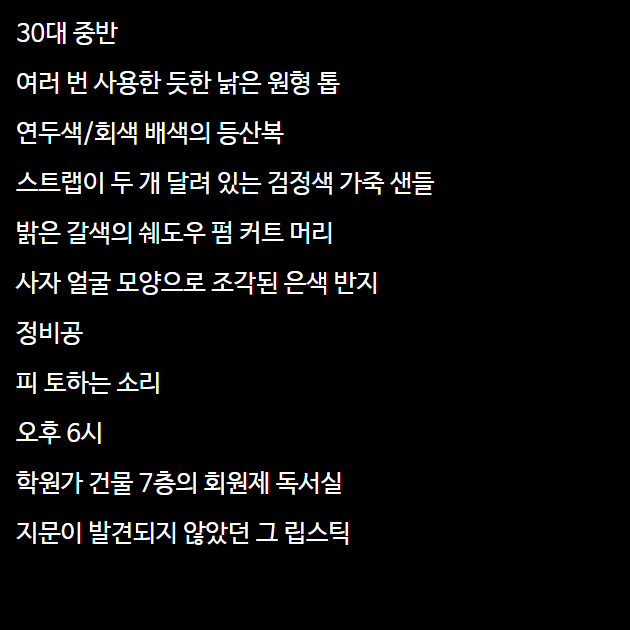 30대 중반
여러 번 사용한 듯한 낡은 원형 톱
연두색/회색 배색의 등산복
스트랩이 두 개 달려 있는 검정색 가죽 샌들
밝은 갈색의 쉐도우 펌 커트 머리
사자 얼굴 모양으로 조각된 은색 반지
정비공
피 토하는 소리
오후 6시
학원가 건물 7층의 회원제 독서실
지문이 발견되지 않았던 그 립스틱